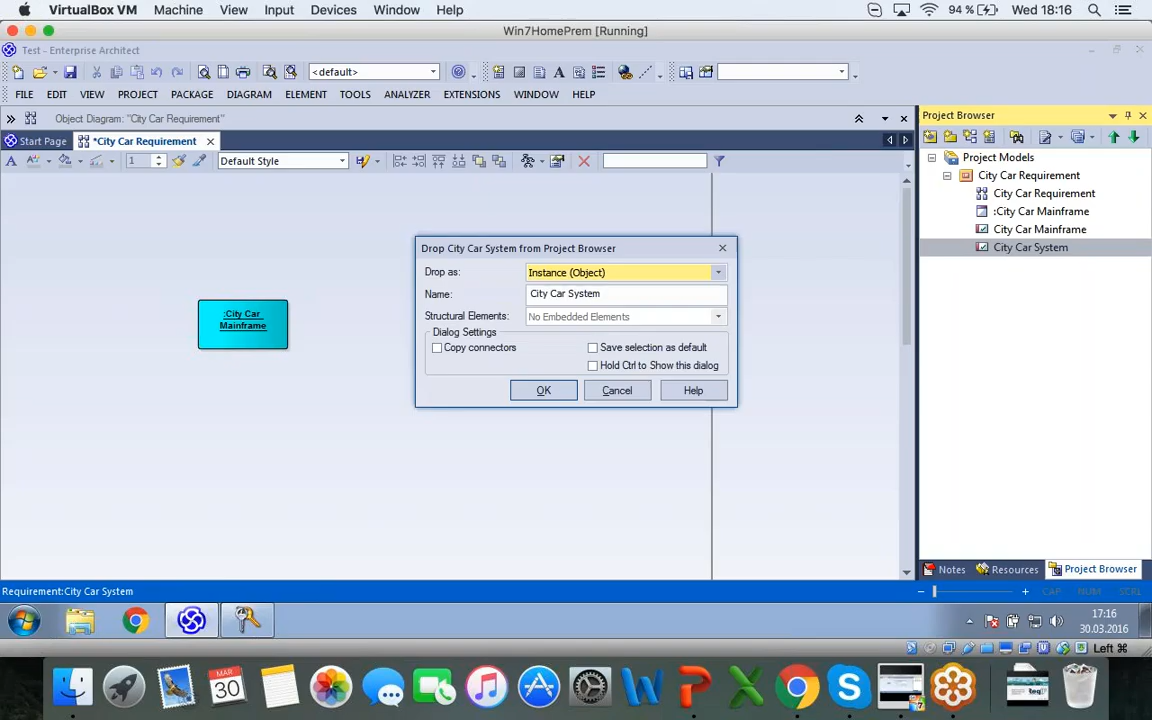 VirtualBox VM Machine View Input Devices Window Help 94 % Wed 18:16
Win7HomePrem [Running]
Test - Enterprise Architect
<default>
FILE EDIT VIEW PROJECT PACKAGE DIAGRAM ELEMENT TOOLS ANALYZER EXTENSIONS WINDOW HELP
Object Diagram: "City Car Requirement"
Start Page *City Car Requirement
1 Default Style
:City Car
Mainframe
Drop City Car System from Project Browser
Drop as: Instance (Object)
Name: City Car System
Structural Elements: No Embedded Elements
Dialog Settings
Copy connectors Save selection as default
Hold Ctrl to Show this dialog
OK Cancel Help
Project Browser
Project Models
City Car Requirement
City Car Requirement
:City Car Mainframe
City Car Mainframe
City Car System
Notes Resources Project Browser
Requirement:City Car System CAP NUM SCRL
17:16
30.03.2016
Left ⌘
MAR
30